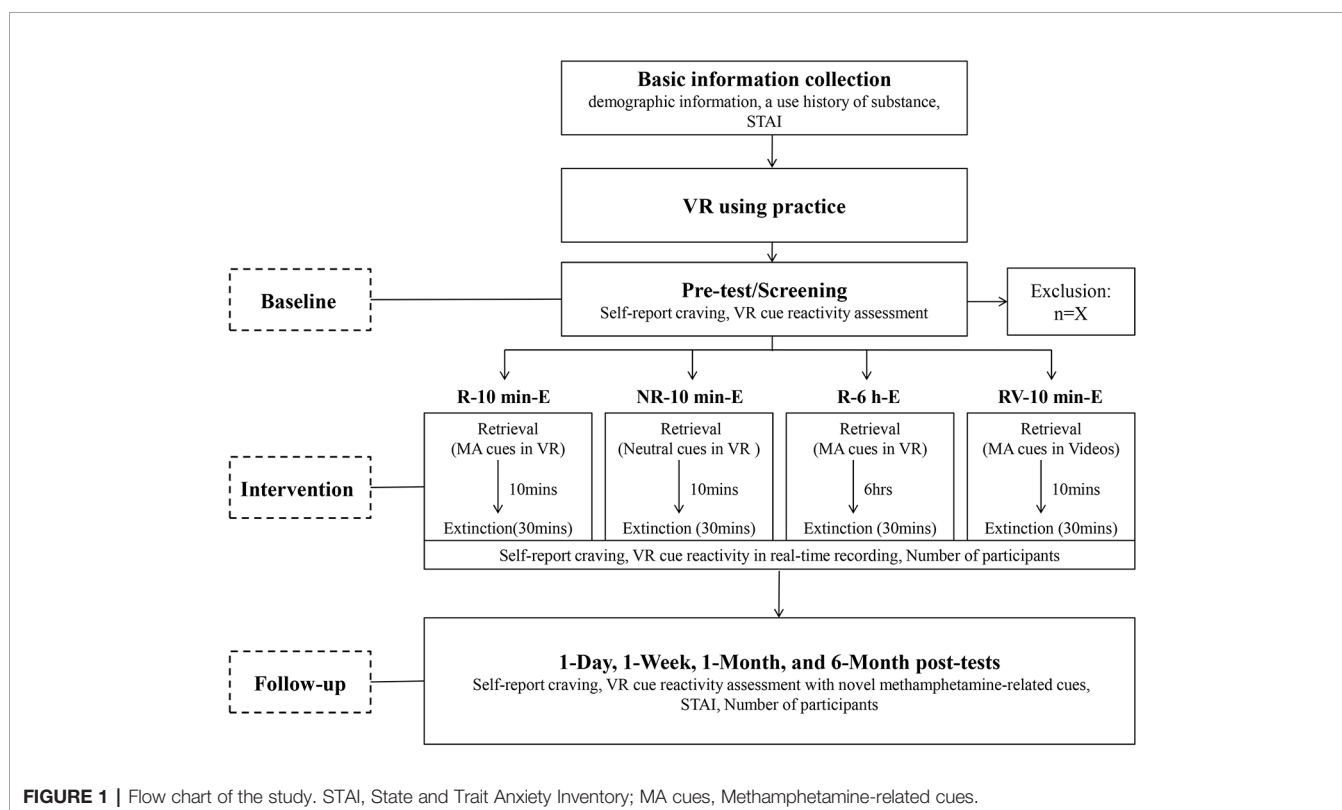 Basic information collection
demographic information, a use history of substance,
STAI
VR using practice
Baseline
Pre-test/Screening
Self-report craving, VR cue reactivity assessment
Exclusion:
n=X
R-10 min-E
NR-10 min-E
R-6 h-E
RV-10 min-E
Intervention
Retrieval
(MA cues in VR)
10mins
Extinction(30mins)
Retrieval
(Neutral cues in VR )
10mins
Extinction (30mins)
Retrieval
(MA cues in VR)
6hrs
Extinction (30mins)
Retrieval
(MA cues in Videos)
10mins
Extinction (30mins)
Self-report craving, VR cue reactivity in real-time recording, Number of participants
Follow-up
1-Day, 1-Week, 1-Month, and 6-Month post-tests
Self-report craving, VR cue reactivity assessment with novel methamphetamine-related cues,
STAI, Number of participants
FIGURE 1 | Flow chart of the study. STAI, State and Trait Anxiety Inventory; MA cues, Methamphetamine-related cues.